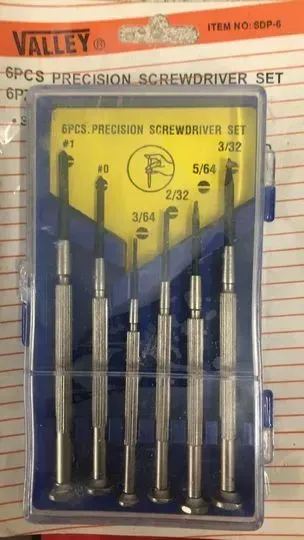 VALLEY®
ITEM NO: SDP-6
6PCS PRECISION SCREWDRIVER SET
6PCS. PRECISION SCREWDRIVER SET
#1
#0
3/64
2/32
5/64
3/32